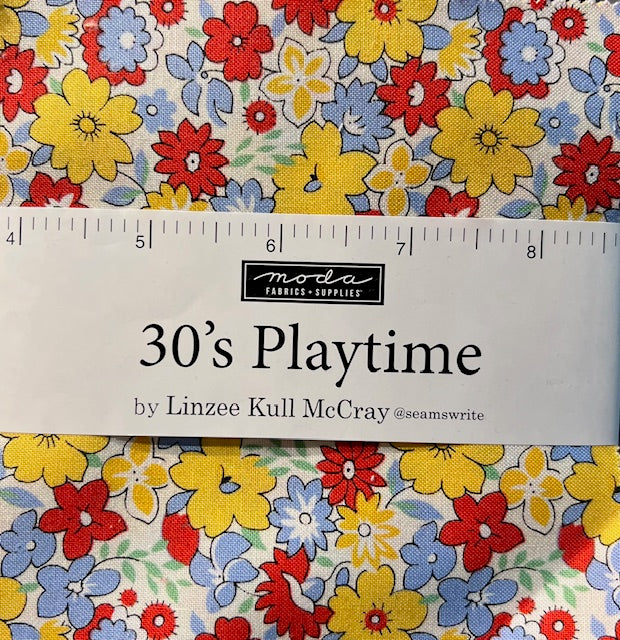 4 5 6 7 8
moda
FABRICS + SUPPLIES
30's Playtime
by Linzee Kull McCray @seamswrite